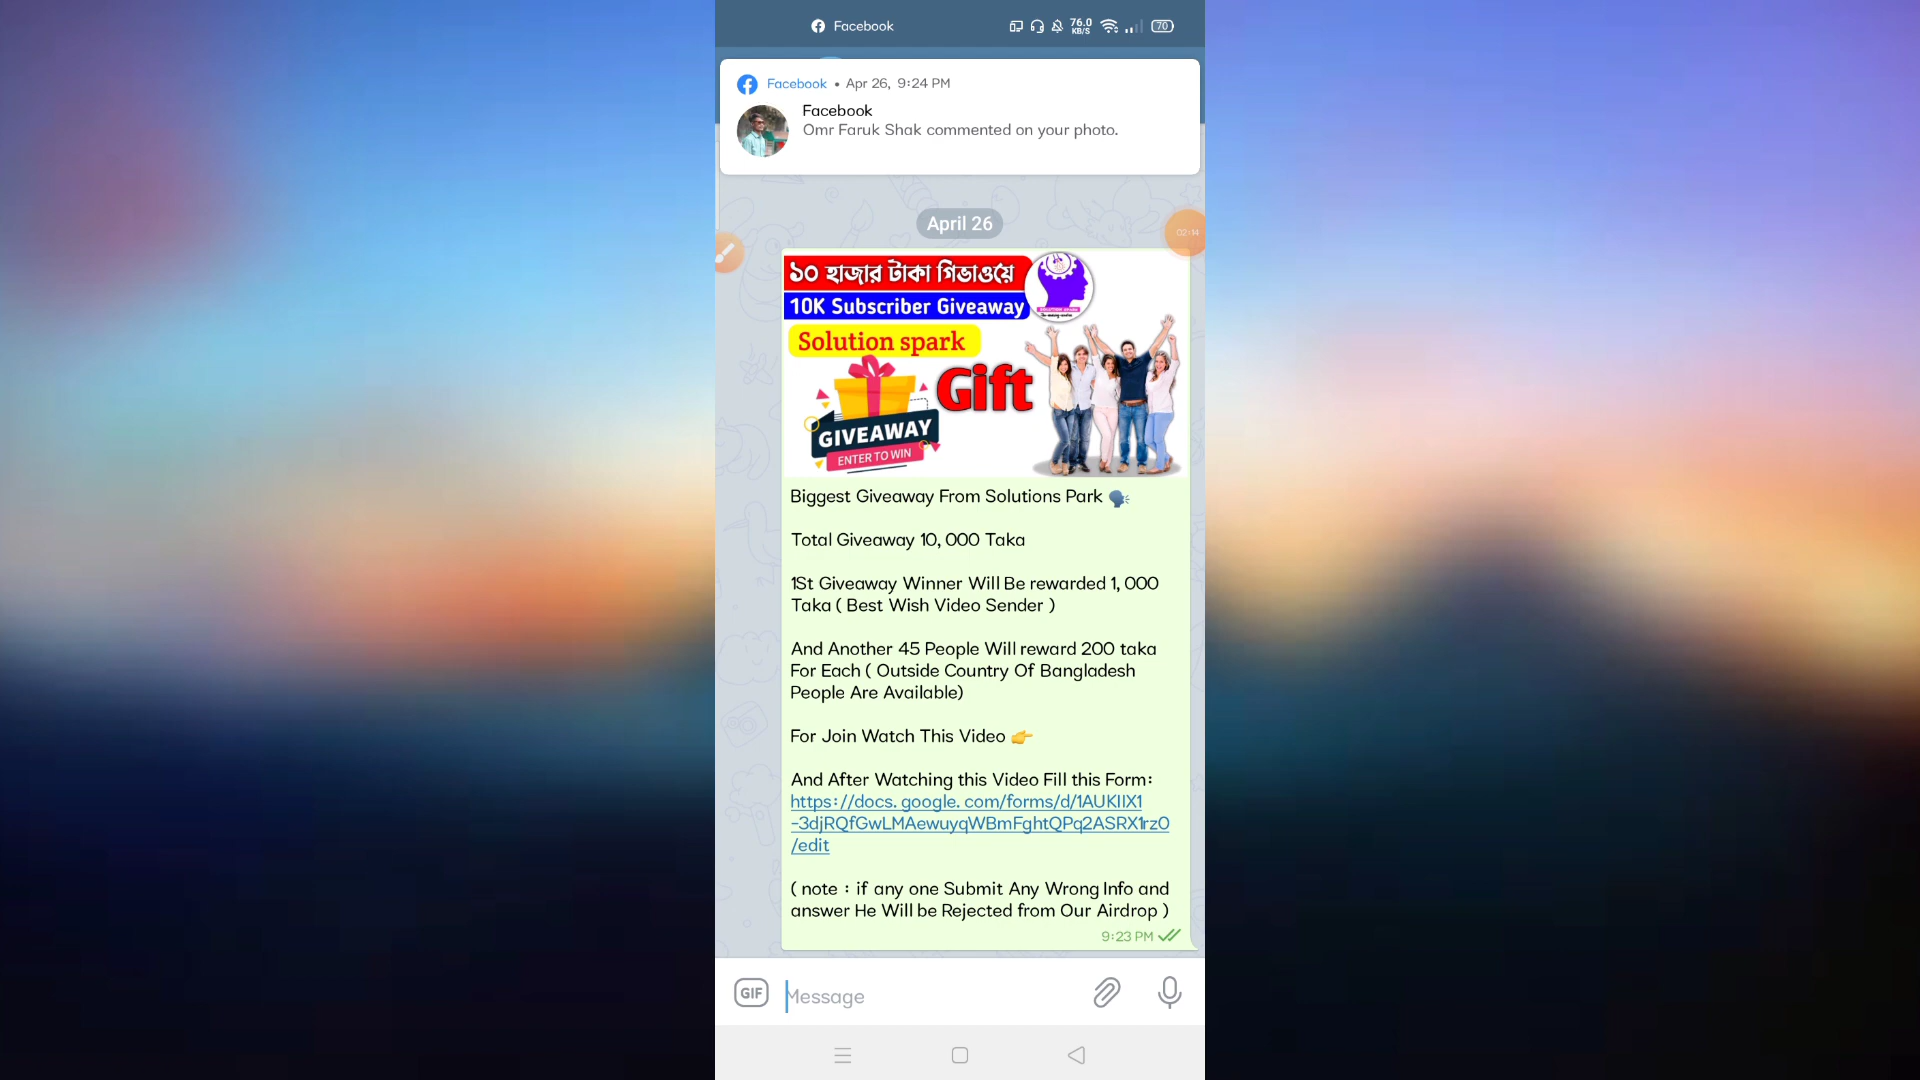 Facebook
76.0
KB/S
70
Facebook • Apr 26, 9:24 PM
Facebook
Omr Faruk Shak commented on your photo.
April 26
02:14
১০ হাজার টাকা গিভাওয়ে
10K Subscriber Giveaway
Solution spark
Gift
GIVEAWAY
ENTER TO WIN
Biggest Giveaway From Solutions Park
Total Giveaway 10, 000 Taka
1St Giveaway Winner Will Be rewarded 1, 000
Taka ( Best Wish Video Sender )
And Another 45 People Will reward 200 taka
For Each ( Outside Country Of Bangladesh
People Are Available)
For Join Watch This Video
And After Watching this Video Fill this Form:
https://docs. google. com/forms/d/1AUKIIX1
-3djRQfGwLMAewuyqWBmFghtQPq2ASRX1rz0
/edit
( note : if any one Submit Any Wrong Info and
answer He Will be Rejected from Our Airdrop )
9:23 PM
GIF
Message